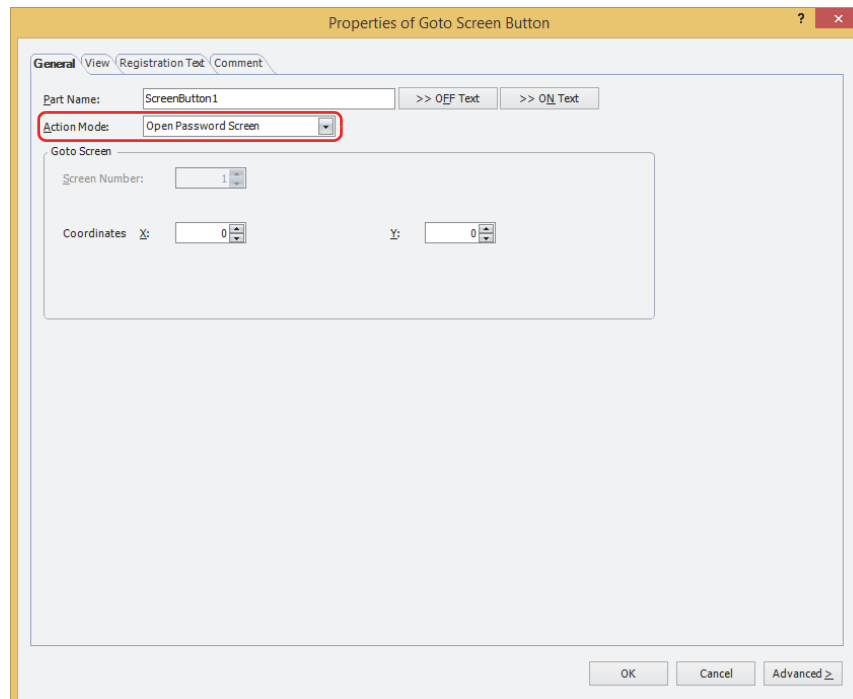 Properties of Goto Screen Button ?
General View Registration Text Comment
Part Name: ScreenButton1 >> OFF Text >> ON Text
Action Mode: Open Password Screen
Goto Screen
Screen Number: 1
Coordinates X: 0 Y: 0
OK Cancel Advanced >